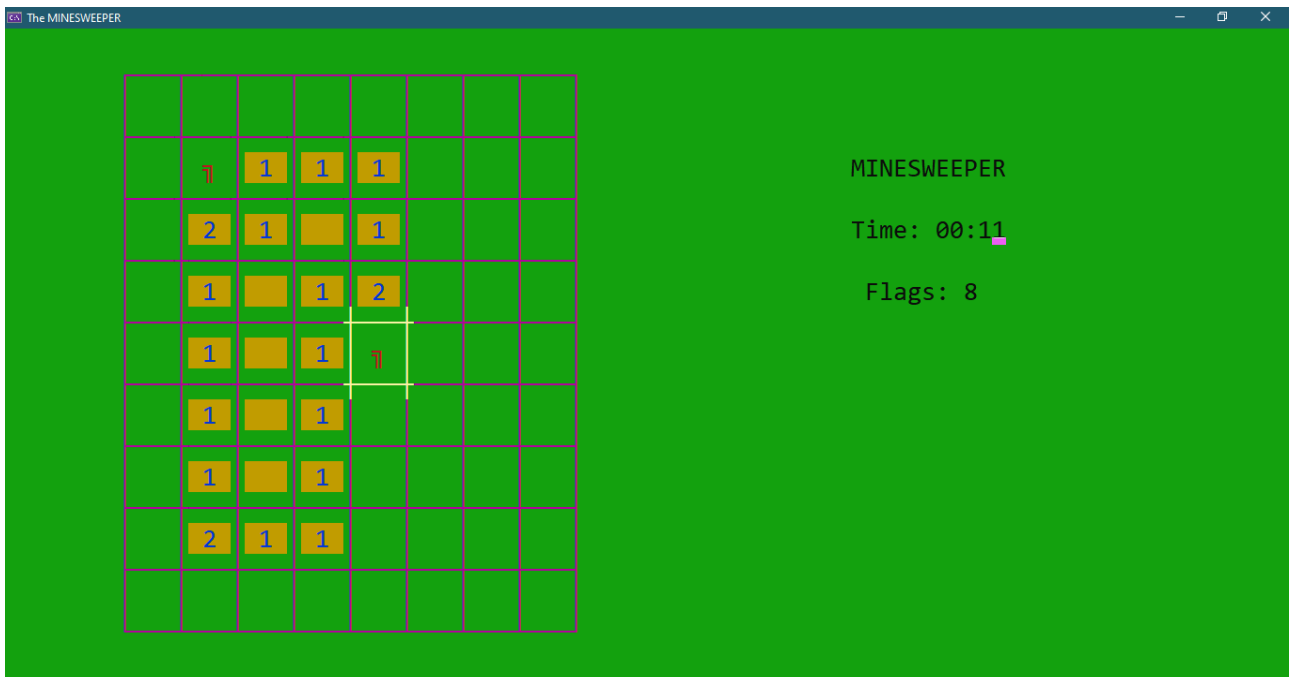 The MINESWEEPER
╗ 1 1 1
MINESWEEPER
2 1 1
Time: 00:11
1 1 2
Flags: 8
1 1 ╗
1 1
1 1
2 1 1